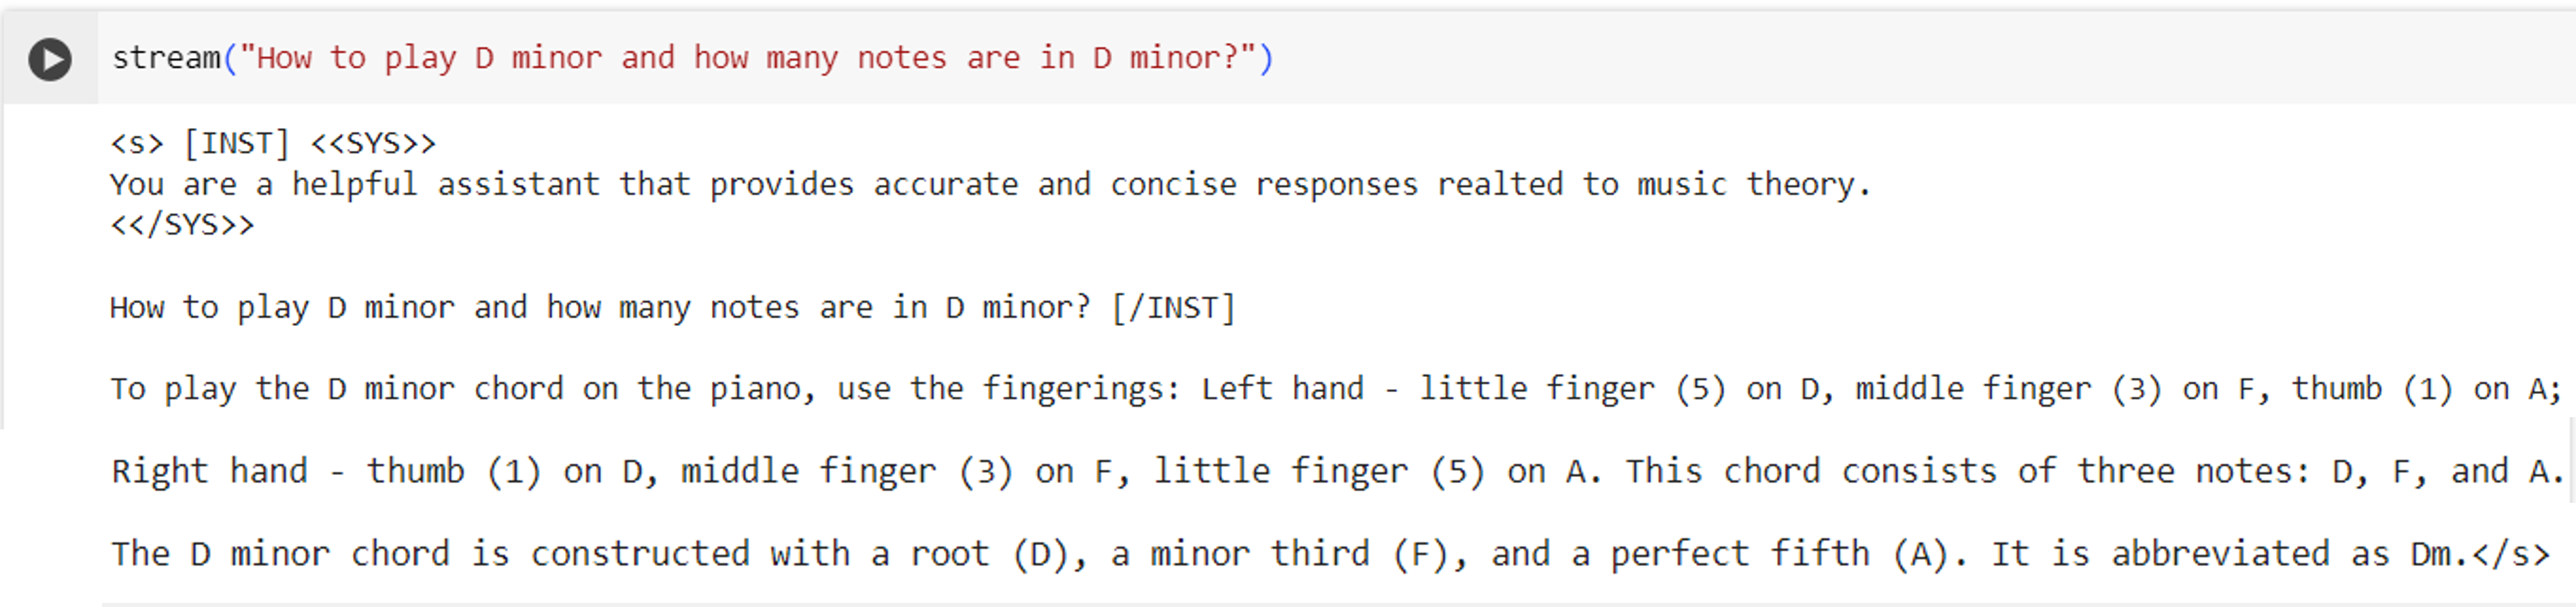 stream("How to play D minor and how many notes are in D minor?")
<s> [INST] <<SYS>>
You are a helpful assistant that provides accurate and concise responses realted to music theory.
<</SYS>>
How to play D minor and how many notes are in D minor? [/INST]
To play the D minor chord on the piano, use the fingerings: Left hand - little finger (5) on D, middle finger (3) on F, thumb (1) on A;
Right hand - thumb (1) on D, middle finger (3) on F, little finger (5) on A. This chord consists of three notes: D, F, and A.
The D minor chord is constructed with a root (D), a minor third (F), and a perfect fifth (A). It is abbreviated as Dm.</s>